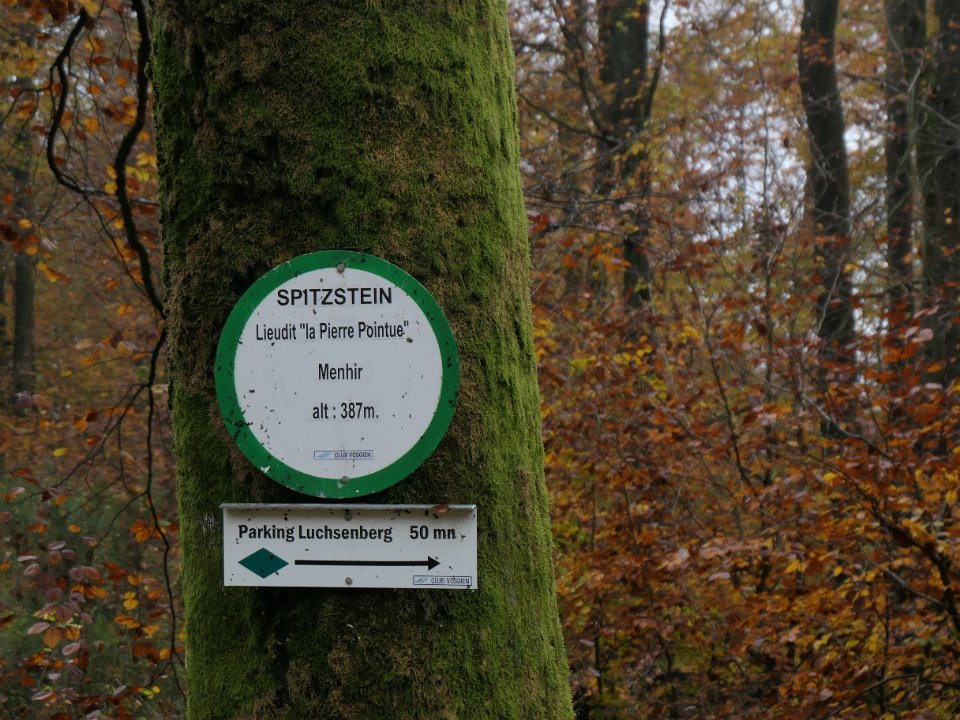 SPITZSTEIN
Lieudit "la Pierre Pointue"
Menhir
alt : 387m.
CLUB VOSGIEN
Parking Luchsenberg 50 mn
CLUB VOSGIEN